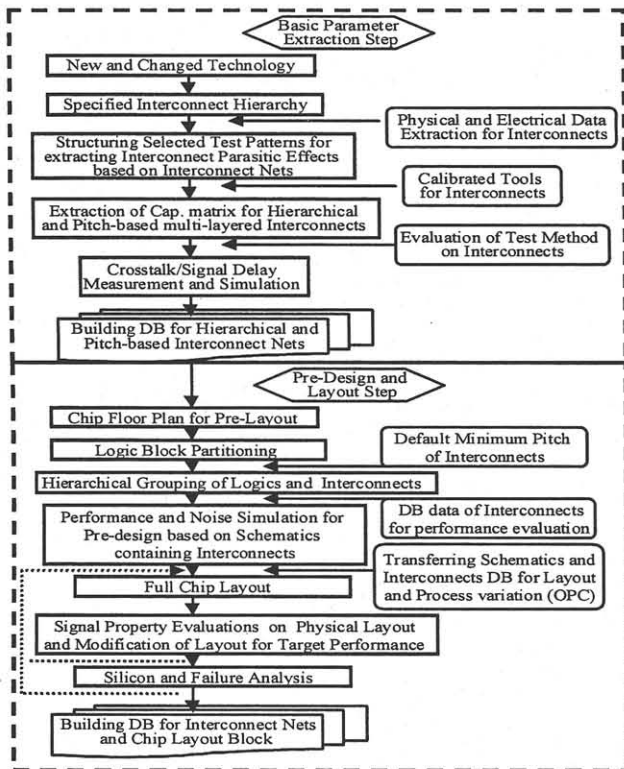 Basic Parameter
Extraction Step
New and Changed Technology
Specified Interconnect Hierarchy
Physical and Electrical Data
Extraction for Interconnects
Structuring Selected Test Patterns for
extracting Interconnect Parasitic Effects
based on Interconnect Nets
Calibrated Tools
for Interconnects
Extraction of Cap. matrix for Hierarchical
and Pitch-based multi-layered Interconnects
Evaluation of Test Method
on Interconnects
Crosstalk/Signal Delay
Measurement and Simulation
Building DB for Hierarchical and
Pitch-based Interconnect Nets
Pre-Design and
Layout Step
Chip Floor Plan for Pre-Layout
Logic Block Partitioning
Default Minimum Pitch
of Interconnects
Hierarchical Grouping of Logics and Interconnects
DB data of Interconnects
for performance evaluation
Performance and Noise Simulation for
Pre-design based on Schematics
containing Interconnects
Transferring Schematics and
Interconnects DB for Layout
and Process variation (OPC)
Full Chip Layout
Signal Property Evaluations on Physical Layout
and Modification of Layout for Target Performance
Silicon and Failure Analysis
Building DB for Interconnect Nets
and Chip Layout Block